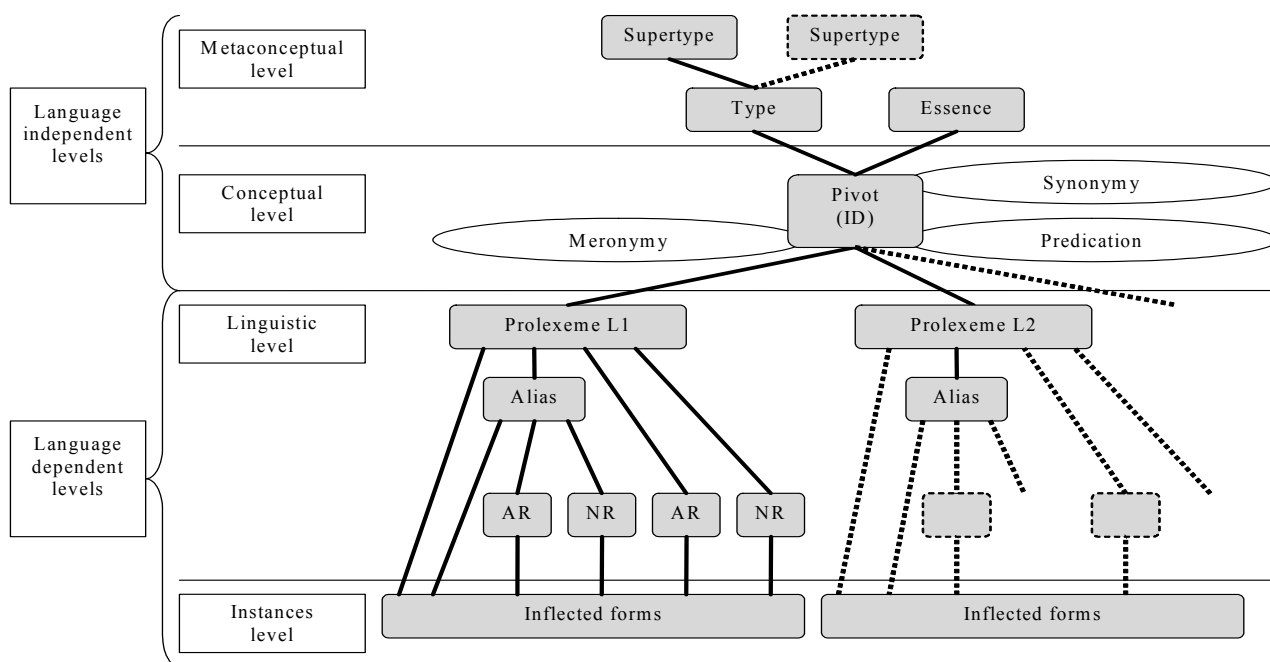 Supertype
Supertype
Metaconceptual
level
Type
Essence
Language
independent
levels
Conceptual
level
Pivot
(ID)
Synonymy
Meronymy
Predication
Linguistic
level
Prolexeme L1
Prolexeme L2
Alias
Alias
Language
dependent
levels
AR
NR
AR
NR
Instances
level
Inflected forms
Inflected forms